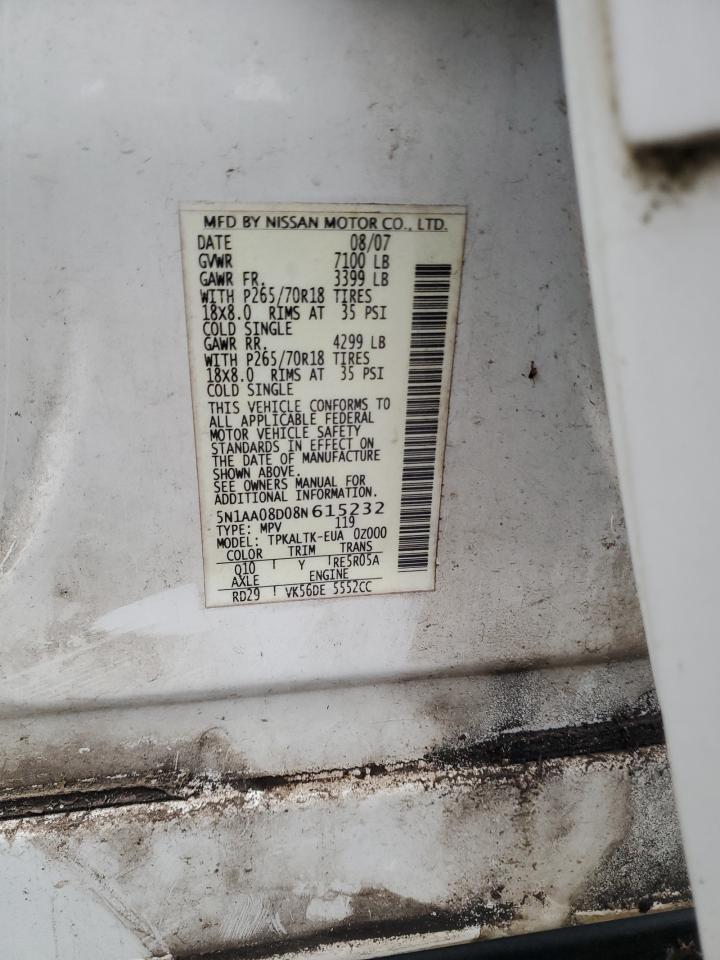 MFD BY NISSAN MOTOR CO., LTD.
DATE 08/07
GVWR 7100 LB
GAWR FR. 3399 LB
WITH P265/70R18 TIRES
18X8.0 RIMS AT 35 PSI
COLD SINGLE
GAWR RR. 4299 LB
WITH P265/70R18 TIRES
18X8.0 RIMS AT 35 PSI
COLD SINGLE
THIS VEHICLE CONFORMS TO
ALL APPLICABLE FEDERAL
MOTOR VEHICLE SAFETY
STANDARDS IN EFFECT ON
THE DATE OF MANUFACTURE
SHOWN ABOVE.
SEE OWNERS MANUAL FOR
ADDITIONAL INFORMATION.
5N1AA08D08N615232
TYPE: MPV 119
MODEL: TPKALTK-EUA 0Z000
COLOR TRIM TRANS
Q10 ! Y ! RE5R05A
AXLE ENGINE
RD29 ! VK56DE 5552CC